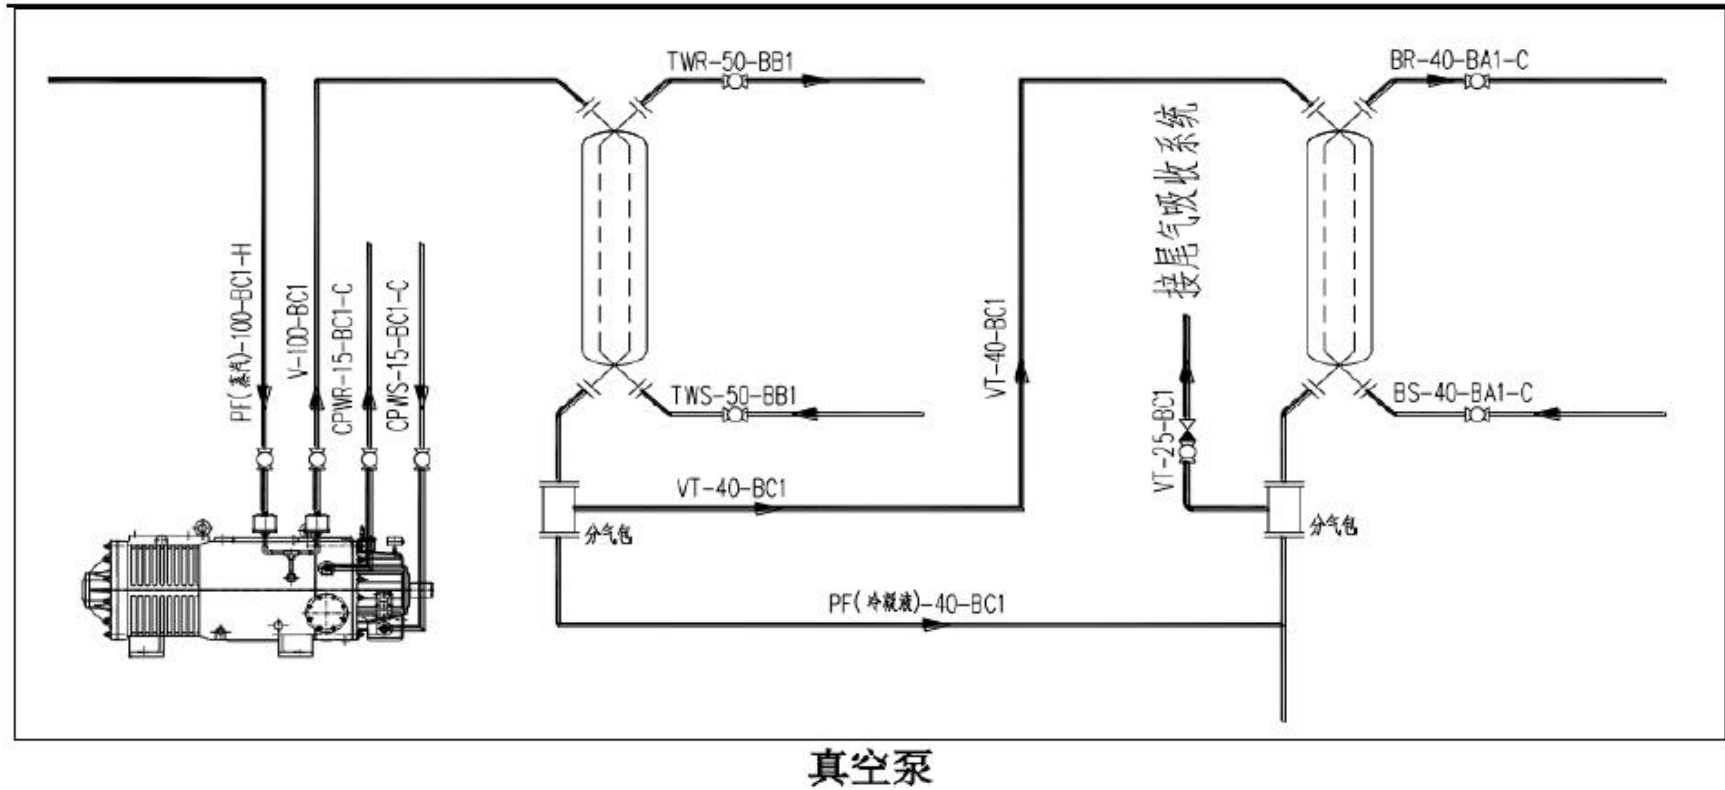 TWR-50-BB1
BR-40-BA1-C
接尾气吸收系统
PF(蒸汽)-100-BC1-H
V-100-BC1
CPWR-15-BC1-C
CPWS-15-BC1-C
VT-40-BC1
TWS-50-BB1
VT-25-BC1
BS-40-BA1-C
VT-40-BC1
分气包
分气包
PF(冷凝液)-40-BC1
真空泵